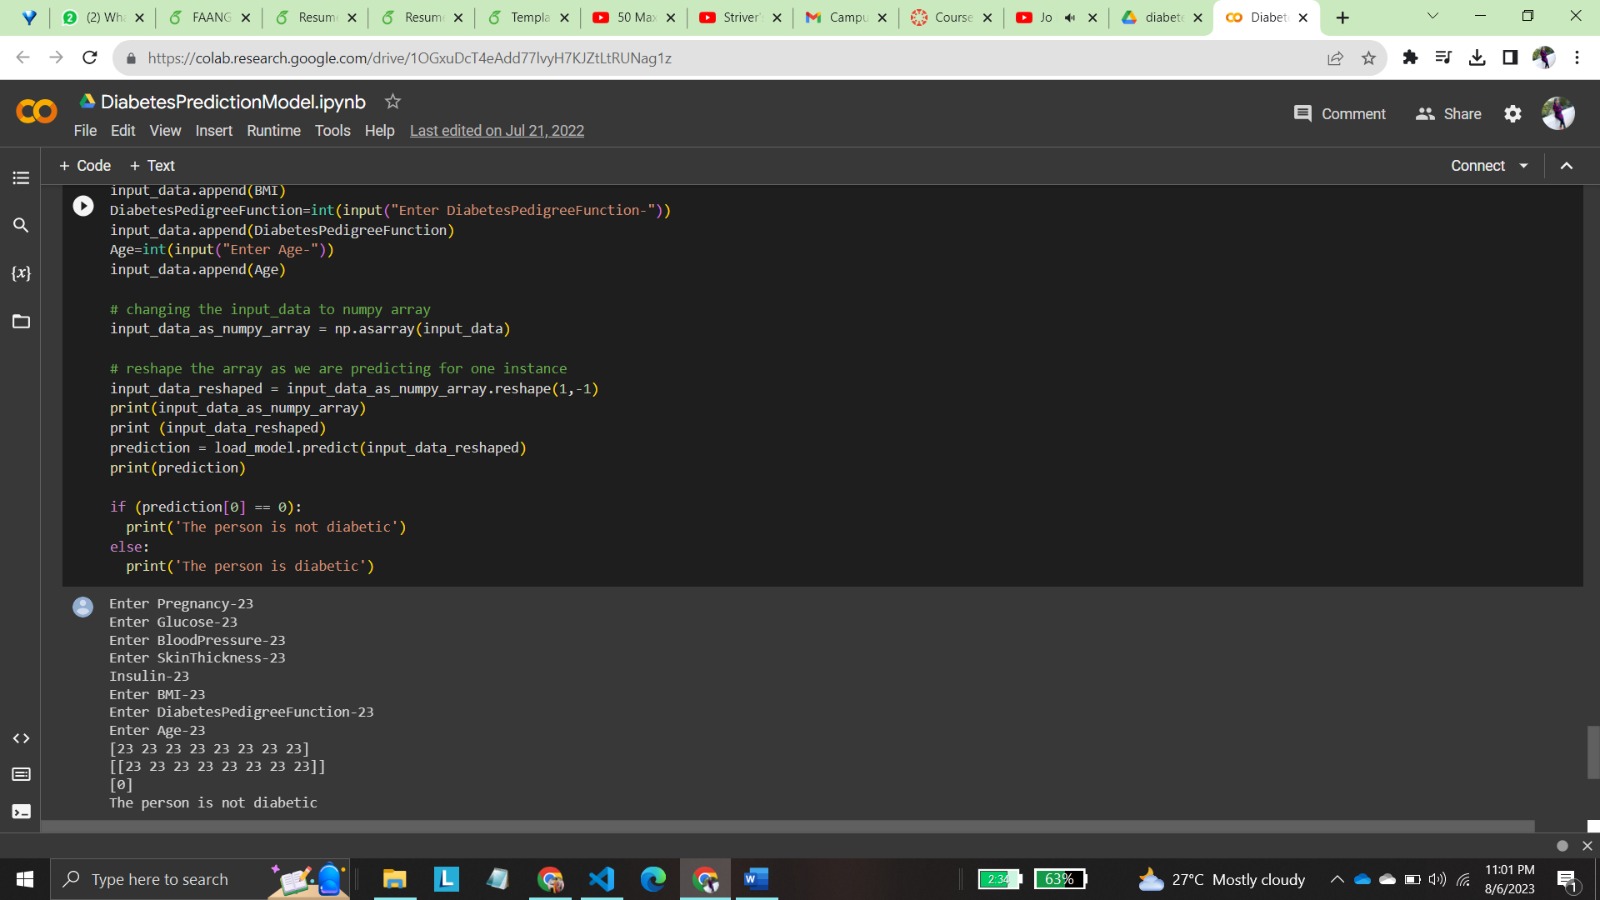 (2) Wha
FAANG
Resum
Resum
Templa
50 Max
Striver'
Campu
Course
Jo
diabete
Diabet
https://colab.research.google.com/drive/1OGxuDcT4eAdd77lvyH7KJZtLtRUNag1z
DiabetesPredictionModel.ipynb
File Edit View Insert Runtime Tools Help Last edited on Jul 21, 2022
Comment
Share
+ Code + Text
Connect
input_data.append(BMI)
DiabetesPedigreeFunction=int(input("Enter DiabetesPedigreeFunction-"))
input_data.append(DiabetesPedigreeFunction)
Age=int(input("Enter Age-"))
input_data.append(Age)
# changing the input_data to numpy array
input_data_as_numpy_array = np.asarray(input_data)
# reshape the array as we are predicting for one instance
input_data_reshaped = input_data_as_numpy_array.reshape(1,-1)
print(input_data_as_numpy_array)
print (input_data_reshaped)
prediction = load_model.predict(input_data_reshaped)
print(prediction)
if (prediction[0] == 0):
print('The person is not diabetic')
else:
print('The person is diabetic')
Enter Pregnancy-23
Enter Glucose-23
Enter BloodPressure-23
Enter SkinThickness-23
Insulin-23
Enter BMI-23
Enter DiabetesPedigreeFunction-23
Enter Age-23
[23 23 23 23 23 23 23 23]
[[23 23 23 23 23 23 23 23]]
[0]
The person is not diabetic
Type here to search
2:34
63%
27°C Mostly cloudy
11:01 PM
8/6/2023
1